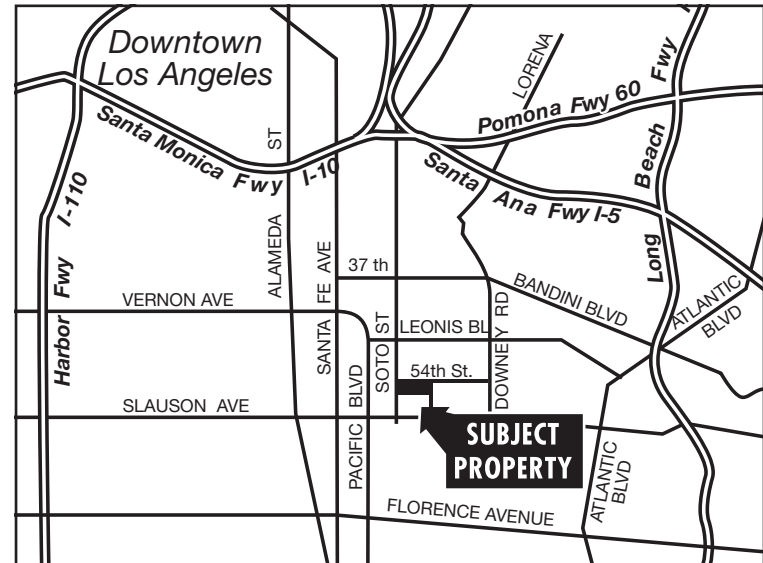 Downtown
Los Angeles
LORENA
Fwy
Pomona Fwy 60
Santa Monica Fwy I-10
ST
Beach
Santa Ana Fwy I-5
I-110
ALAMEDA
FE AVE
37 th
Long
VERNON AVE
BANDINI BLVD
ATLANTIC
BLVD
DOWNEY RD
Harbor Fwy
SANTA
SOTO ST
LEONIS BL
54th St.
PACIFIC BLVD
SLAUSON AVE
SUBJECT
PROPERTY
ATLANTIC
BLVD
FLORENCE AVENUE